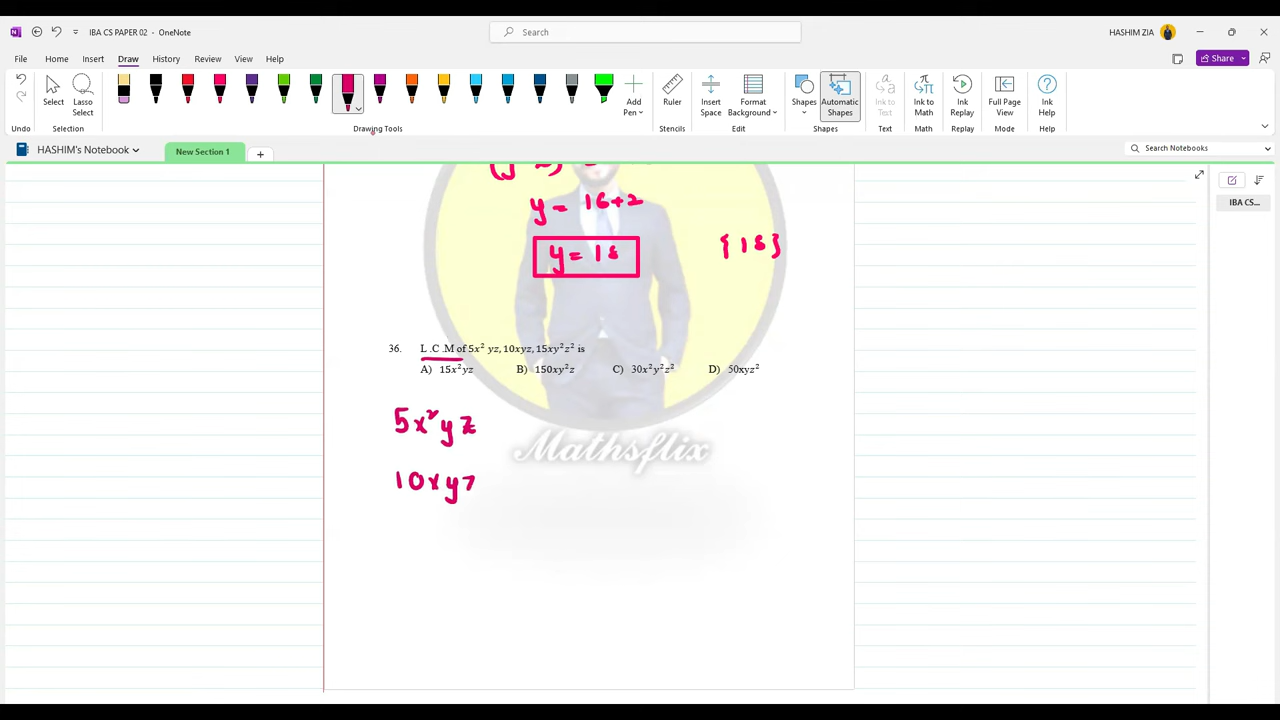 IBA CS PAPER 02 - OneNote
Search
HASHIM ZIA
File Home Insert Draw History Review View Help
Share
Select
Lasso Select
Add Pen
Ruler
Insert Space
Format Background
Shapes
Automatic Shapes
Ink to Text
Ink to Math
Ink Replay
Full Page View
Ink Help
Undo Selection Drawing Tools Stencils Edit Shapes Text Math Replay Mode Help
HASHIM's Notebook
New Section 1
Search Notebooks
IBA CS...
y = 16+2
y = 18
{18}
36. L .C .M of 5x² yz, 10xyz, 15xy²z² is
A) 15x²yz B) 150xy²z C) 30x²y²z² D) 50xyz²
5x²yz
Mathsflix
10xyz